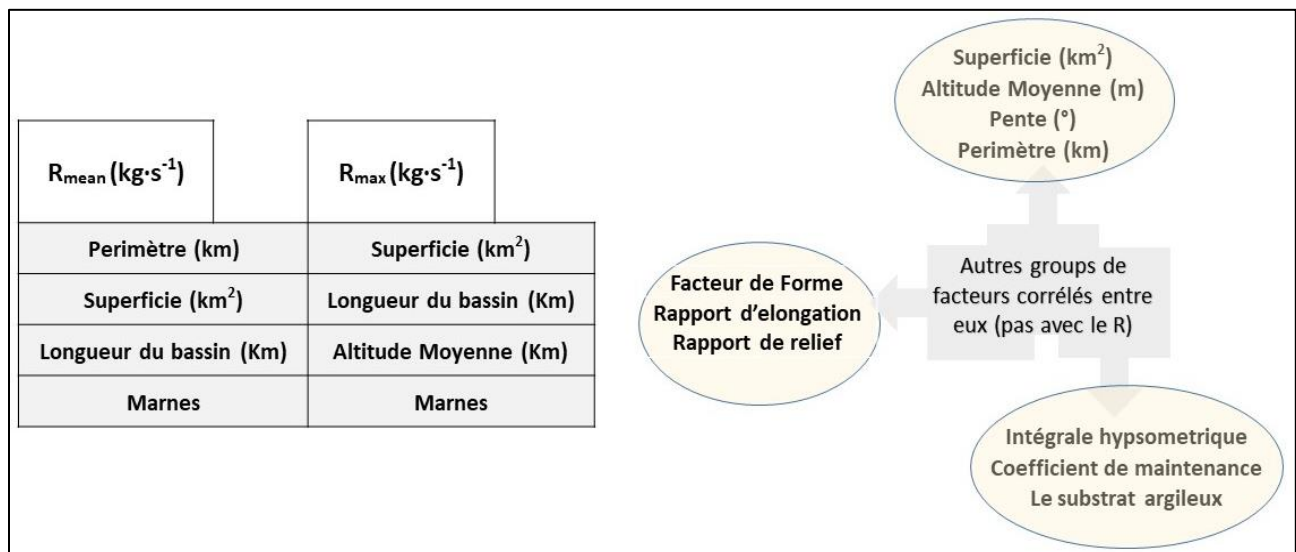 R_mean (kg·s⁻¹)
R_max (kg·s⁻¹)
Perimètre (km)
Superficie (km²)
Superficie (km²)
Longueur du bassin (Km)
Longueur du bassin (Km)
Altitude Moyenne (Km)
Marnes
Marnes
Superficie (km²)
Altitude Moyenne (m)
Pente (°)
Perimètre (km)
Facteur de Forme
Rapport d’elongation
Rapport de relief
Autres groups de
facteurs corrélés entre
eux (pas avec le R)
Intégrale hypsometrique
Coefficient de maintenance
Le substrat argileux